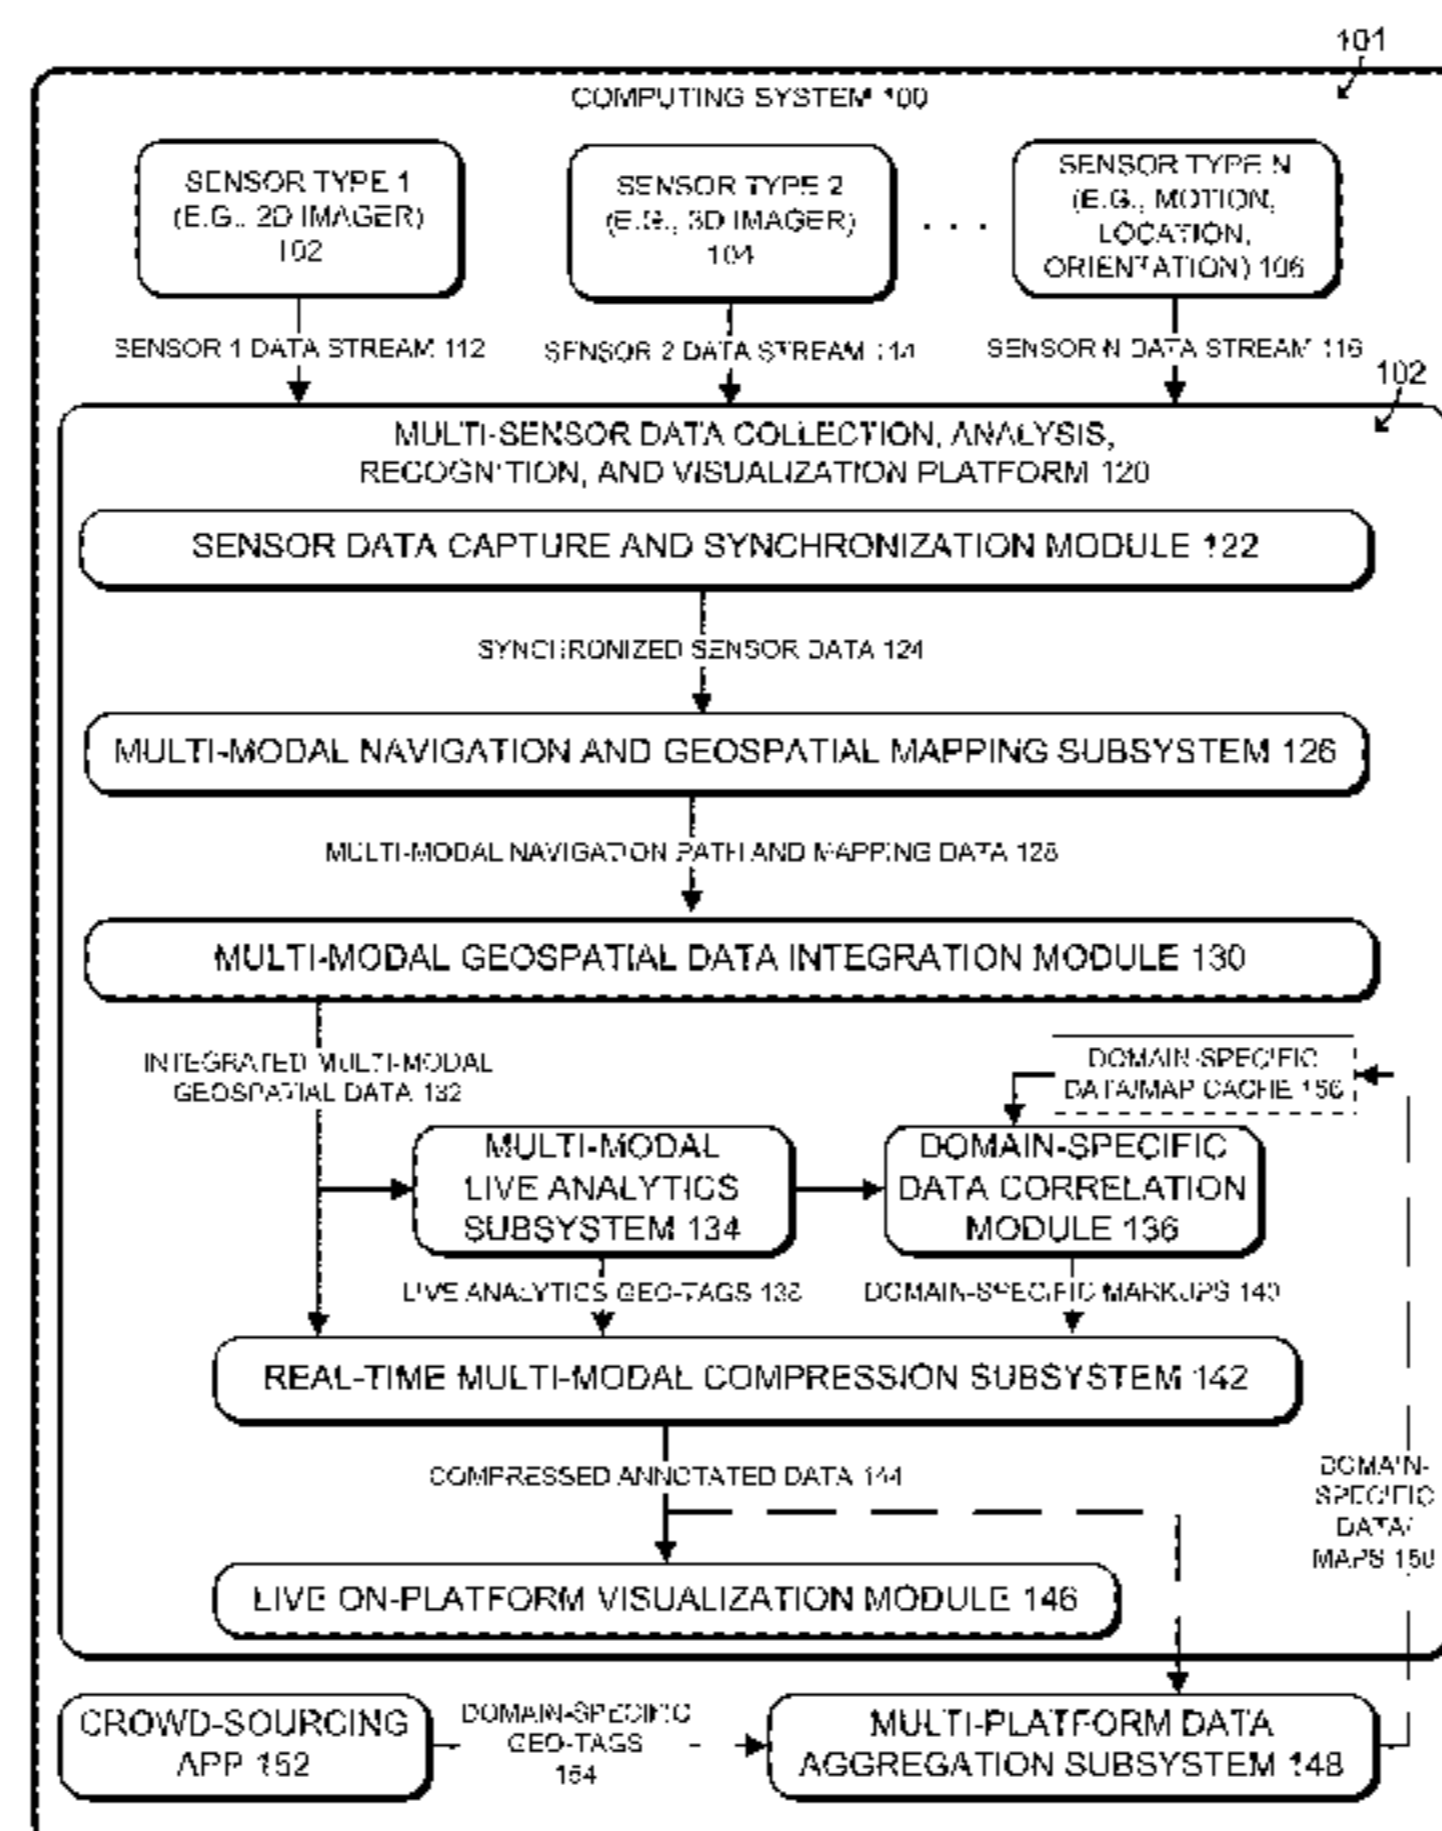 101
COMPUTING SYSTEM 100
SENSOR TYPE 1
(E.G., 2D IMAGER)
102
SENSOR TYPE 2
(E.G., 3D IMAGER)
104
. . .
SENSOR TYPE N
(E.G., MOTION,
LOCATION,
ORIENTATION) 106
SENSOR 1 DATA STREAM 112
SENSOR 2 DATA STREAM 114
SENSOR N DATA STREAM 116
102
MULTI-SENSOR DATA COLLECTION, ANALYSIS,
RECOGNITION, AND VISUALIZATION PLATFORM 120
SENSOR DATA CAPTURE AND SYNCHRONIZATION MODULE 122
SYNCHRONIZED SENSOR DATA 124
MULTI-MODAL NAVIGATION AND GEOSPATIAL MAPPING SUBSYSTEM 126
MULTI-MODAL NAVIGATION PATH AND MAPPING DATA 128
MULTI-MODAL GEOSPATIAL DATA INTEGRATION MODULE 130
INTEGRATED MULTI-MODAL
GEOSPATIAL DATA 132
DOMAIN-SPECIFIC
DATA/MAP CACHE
MULTI-MODAL
LIVE ANALYTICS
SUBSYSTEM 134
DOMAIN-SPECIFIC
DATA CORRELATION
MODULE 136
LIVE ANALYTICS GEO-TAGS 138
DOMAIN-SPECIFIC MARKUPS 140
REAL-TIME MULTI-MODAL COMPRESSION SUBSYSTEM 142
COMPRESSED ANNOTATED DATA 144
DOMAIN-
SPECIFIC
DATA/
MAPS 150
LIVE ON-PLATFORM VISUALIZATION MODULE 146
CROWD-SOURCING
APP 152
DOMAIN-SPECIFIC
GEO-TAGS
154
MULTI-PLATFORM DATA
AGGREGATION SUBSYSTEM 148